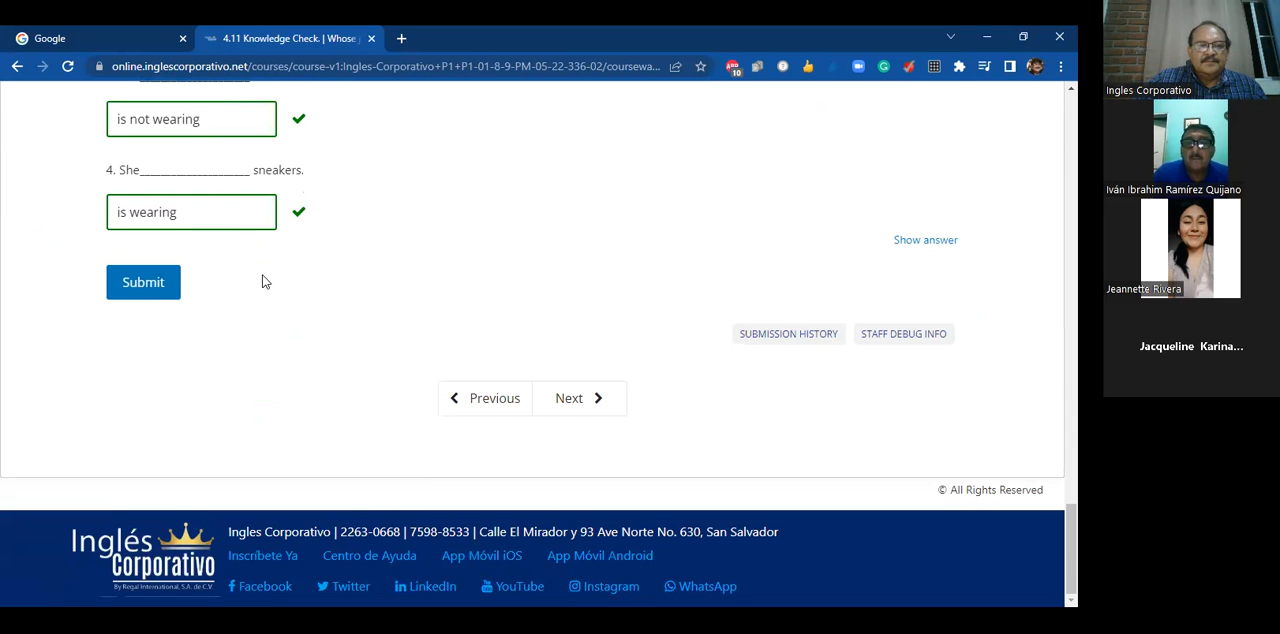 Google
4.11 Knowledge Check. | Whose
online.inglescorporativo.net/courses/course-v1:Ingles-Corporativo+P1+P1-01-8-9-PM-05-22-336-02/coursewa...
10
is not wearing
4. She____________________ sneakers.
is wearing
Show answer
Submit
SUBMISSION HISTORY
STAFF DEBUG INFO
Previous
Next
© All Rights Reserved
Inglés
Corporativo
By Regal International, S.A. de C.V.
Ingles Corporativo | 2263-0668 | 7598-8533 | Calle El Mirador y 93 Ave Norte No. 630, San Salvador
Inscríbete Ya Centro de Ayuda App Móvil iOS App Móvil Android
Facebook Twitter LinkedIn YouTube Instagram WhatsApp
Ingles Corporativo
Iván Ibrahim Ramírez Quijano
Jeannette Rivera
Jacqueline Karina...